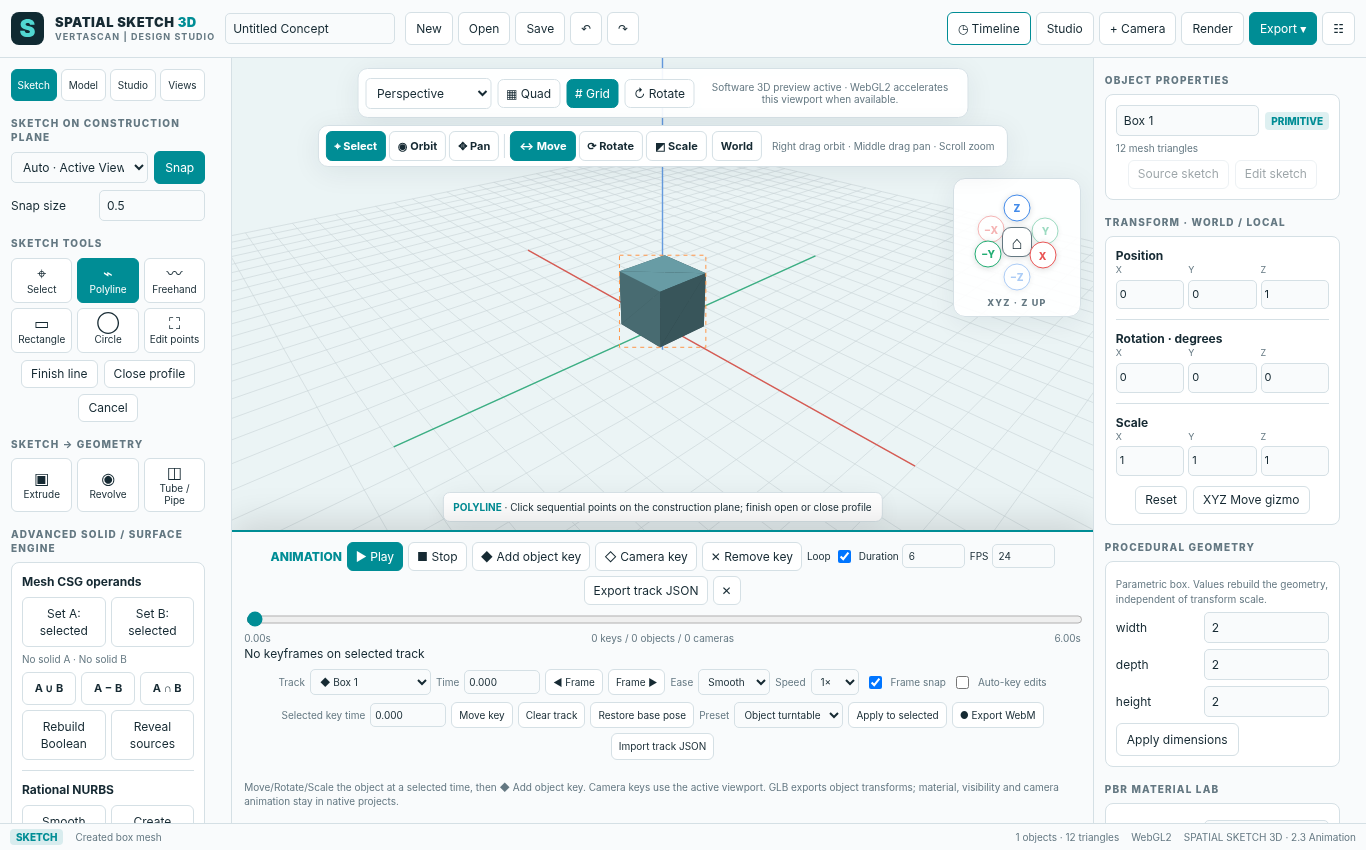 S
SPATIAL SKETCH 3D
VERTASCAN | DESIGN STUDIO
Untitled Concept
New
Open
Save
↶
↷
◷ Timeline
Studio
+ Camera
Render
Export ▾
☷
Sketch
Model
Studio
Views
SKETCH ON CONSTRUCTION
PLANE
Auto · Active View
Snap
Snap size
0.5
SKETCH TOOLS
Select
Polyline
Freehand
Rectangle
Circle
Edit points
Finish line
Close profile
Cancel
SKETCH → GEOMETRY
Extrude
Revolve
Tube /
Pipe
ADVANCED SOLID / SURFACE
ENGINE
Mesh CSG operands
Set A:
selected
Set B:
selected
No solid A · No solid B
A ∪ B
A − B
A ∩ B
Rebuild
Boolean
Reveal
sources
Rational NURBS
Smooth
Create
Perspective
▦ Quad
# Grid
↻ Rotate
Software 3D preview active · WebGL2 accelerates
this viewport when available.
⌖ Select
◉ Orbit
✥ Pan
↔ Move
⟳ Rotate
◩ Scale
World
Right drag orbit · Middle drag pan · Scroll zoom
Z
−X
Y
⌂
−Y
X
−Z
XYZ · Z UP
POLYLINE · Click sequential points on the construction plane; finish open or close profile
ANIMATION
▶ Play
■ Stop
◆ Add object key
◇ Camera key
✕ Remove key
Loop
Duration
6
FPS
24
Export track JSON
✕
0.00s
0 keys / 0 objects / 0 cameras
6.00s
No keyframes on selected track
Track
◆ Box 1
Time
0.000
◀ Frame
Frame ▶
Ease
Smooth
Speed
1×
Frame snap
Auto-key edits
Selected key time
0.000
Move key
Clear track
Restore base pose
Preset
Object turntable
Apply to selected
● Export WebM
Import track JSON
Move/Rotate/Scale the object at a selected time, then ◆ Add object key. Camera keys use the active viewport. GLB exports object transforms; material, visibility and camera
animation stay in native projects.
OBJECT PROPERTIES
Box 1
PRIMITIVE
12 mesh triangles
Source sketch
Edit sketch
TRANSFORM · WORLD / LOCAL
Position
X
Y
Z
0
0
1
Rotation · degrees
X
Y
Z
0
0
0
Scale
X
Y
Z
1
1
1
Reset
XYZ Move gizmo
PROCEDURAL GEOMETRY
Parametric box. Values rebuild the geometry,
independent of transform scale.
width
2
depth
2
height
2
Apply dimensions
PBR MATERIAL LAB
SKETCH
Created box mesh
1 objects · 12 triangles
WebGL2
SPATIAL SKETCH 3D · 2.3 Animation